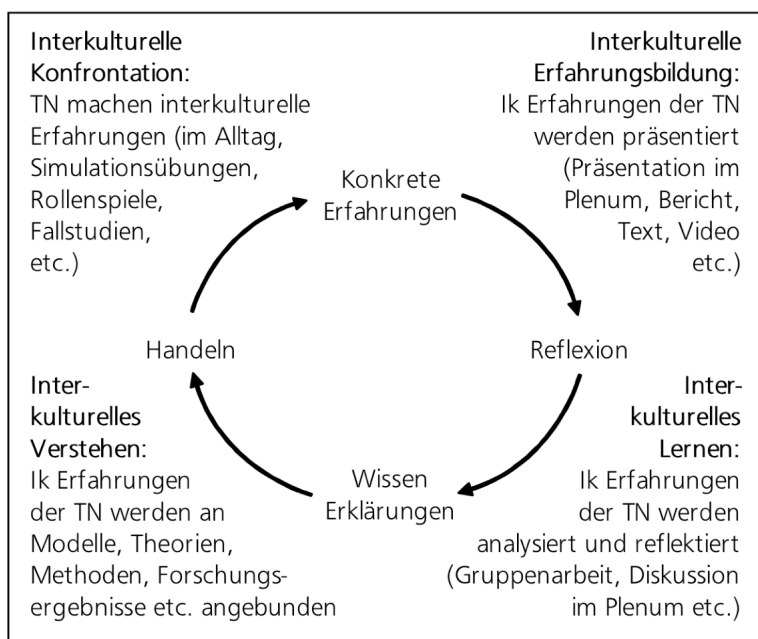 Interkulturelle
Konfrontation:
TN machen interkulturelle
Erfahrungen (im Alltag,
Simulationsübungen,
Rollenspiele,
Fallstudien,
etc.)
Interkulturelle
Erfahrungsbildung:
Ik Erfahrungen der TN
werden präsentiert
(Präsentation im
Plenum, Bericht,
Text, Video
etc.)
Konkrete
Erfahrungen
Handeln
Reflexion
Inter-
kulturelles
Verstehen:
Ik Erfahrungen
der TN werden an
Modelle, Theorien,
Methoden, Forschungs-
ergebnisse etc. angebunden
Wissen
Erklärungen
Inter-
kulturelles
Lernen:
Ik Erfahrungen
der TN werden
analysiert und reflektiert
(Gruppenarbeit, Diskussion
im Plenum etc.)